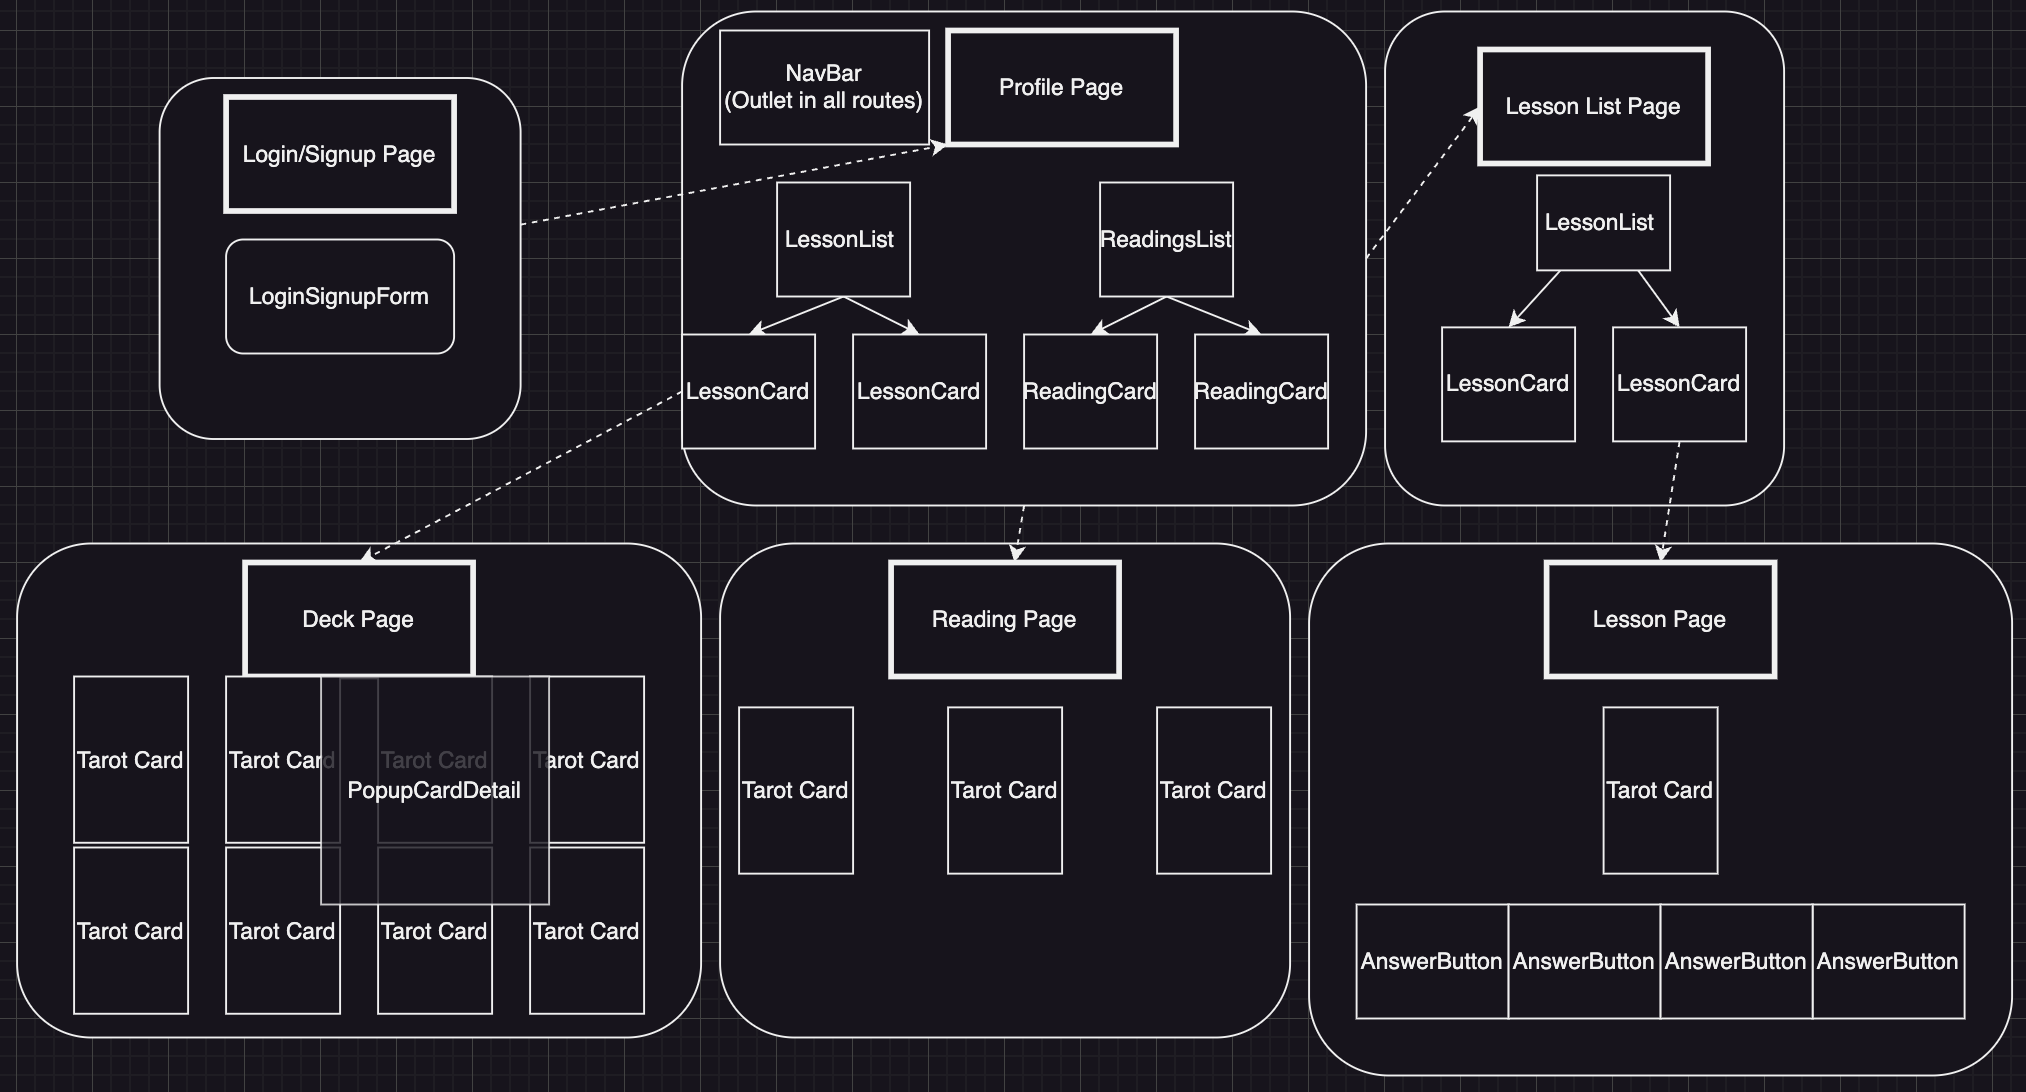 Login/Signup Page
LoginSignupForm
NavBar
(Outlet in all routes)
Profile Page
LessonList
ReadingsList
LessonCard
LessonCard
ReadingCard
ReadingCard
Lesson List Page
LessonList
LessonCard
LessonCard
Deck Page
Tarot Card
Tarot Card
Tarot Card
Tarot Card
PopupCardDetail
Tarot Card
Tarot Card
Tarot Card
Tarot Card
Reading Page
Tarot Card
Tarot Card
Tarot Card
Lesson Page
Tarot Card
AnswerButton
AnswerButton
AnswerButton
AnswerButton